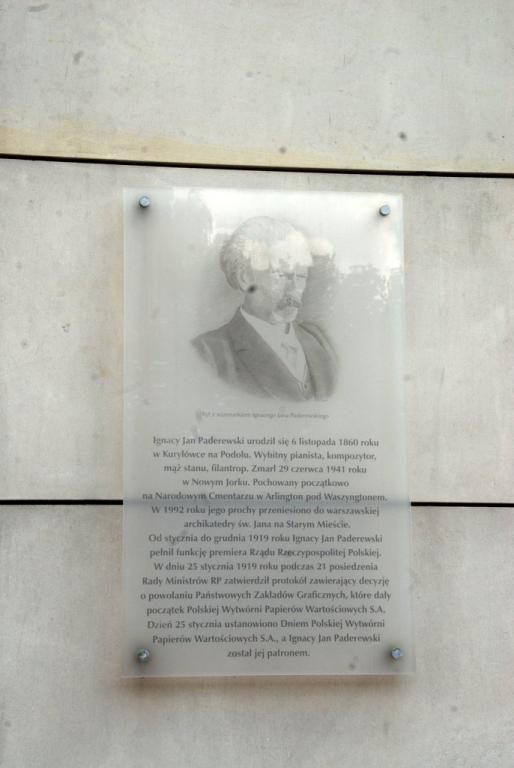 Ryt z wizerunkiem Ignacego Jana Paderewskiego
Ignacy Jan Paderewski urodził się 6 listopada 1860 roku
w Kuryłówce na Podolu. Wybitny pianista, kompozytor,
mąż stanu, filantrop. Zmarł 29 czerwca 1941 roku
w Nowym Jorku. Pochowany początkowo
na Narodowym Cmentarzu w Arlington pod Waszyngtonem.
W 1992 roku jego prochy przeniesiono do warszawskiej
archikatedry św. Jana na Starym Mieście.
Od stycznia do grudnia 1919 roku Ignacy Jan Paderewski
pełnił funkcję premiera Rządu Rzeczypospolitej Polskiej.
W dniu 25 stycznia 1919 roku podczas 21 posiedzenia
Rady Ministrów RP zatwierdził protokół zawierający decyzję
o powołaniu Państwowych Zakładów Graficznych, które dały
początek Polskiej Wytwórni Papierów Wartościowych S.A.
Dzień 25 stycznia ustanowiono Dniem Polskiej Wytwórni
Papierów Wartościowych S.A., a Ignacy Jan Paderewski
został jej patronem.